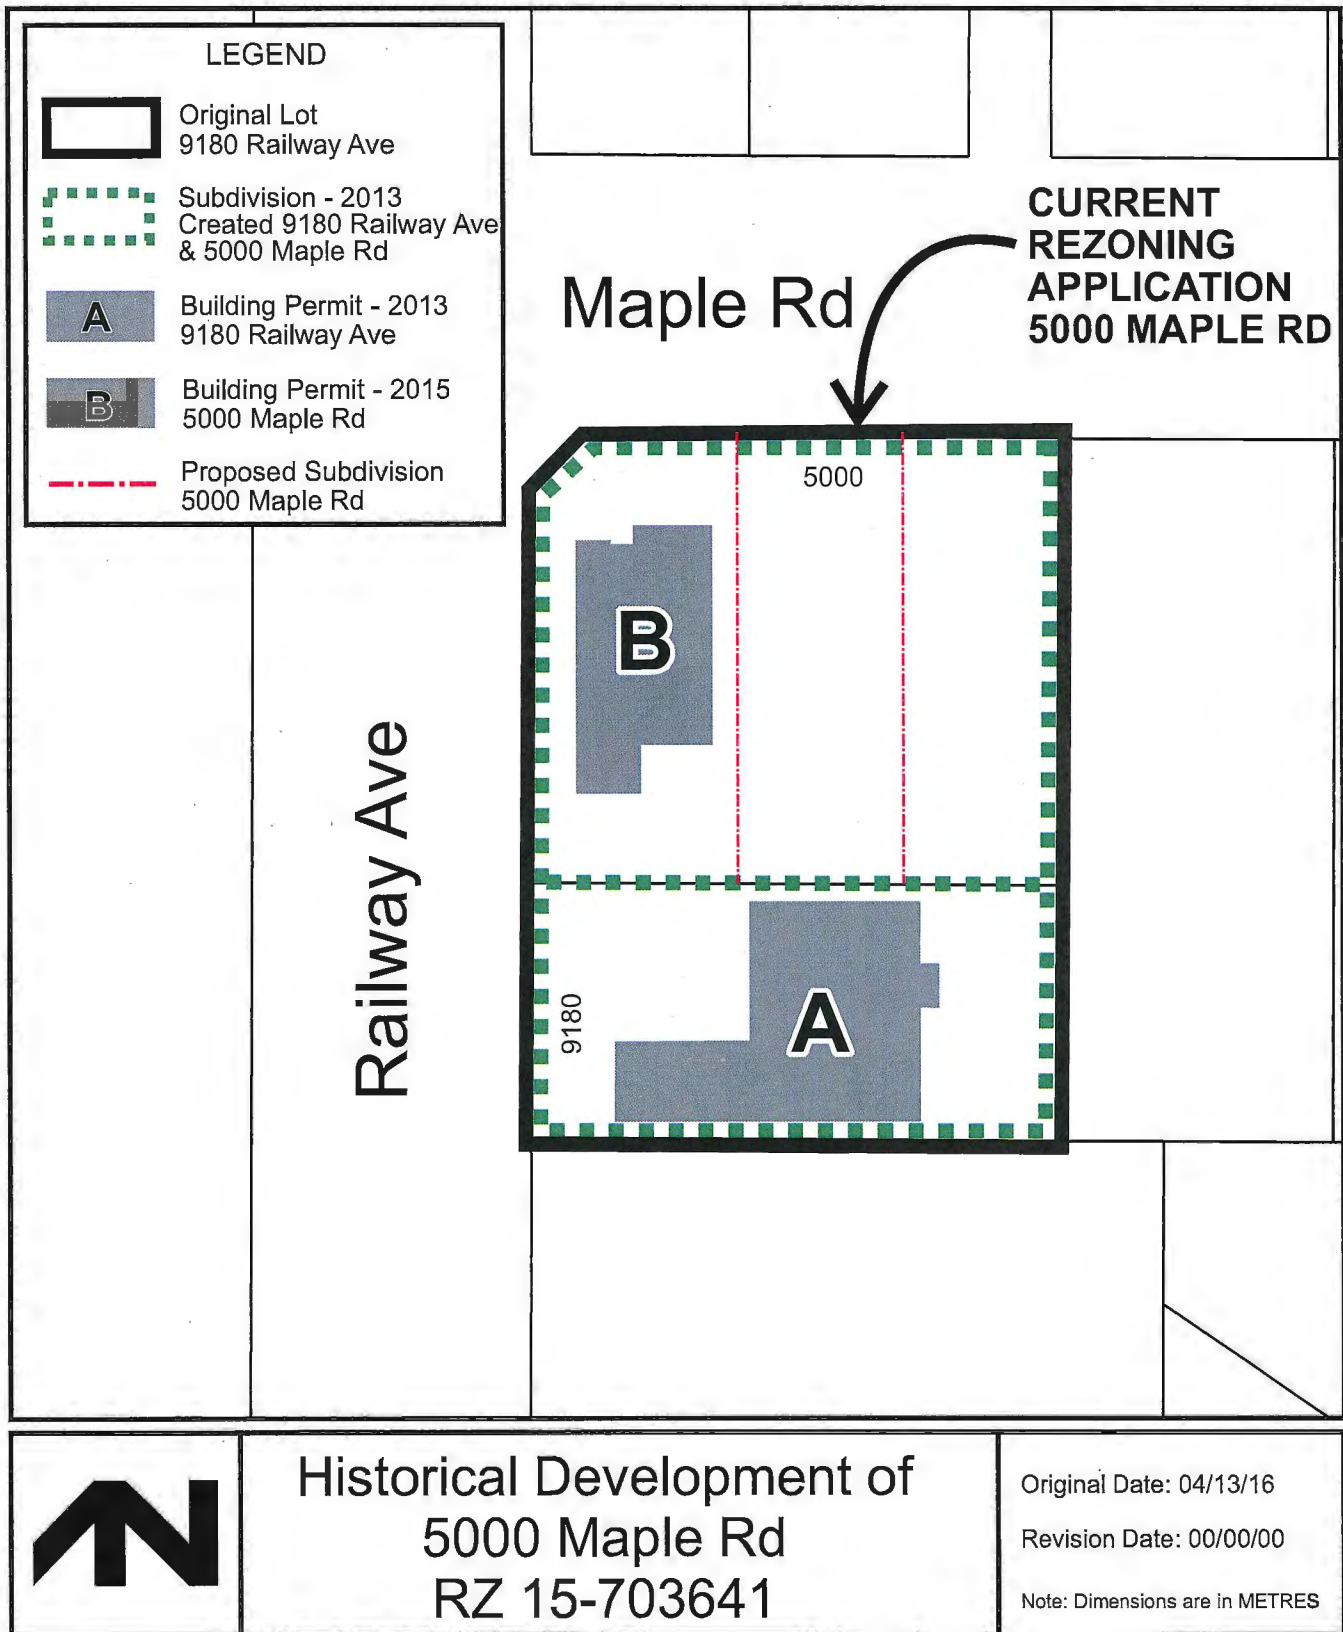 LEGEND
Original Lot
9180 Railway Ave
Subdivision - 2013
Created 9180 Railway Ave
& 5000 Maple Rd
A
Building Permit - 2013
9180 Railway Ave
B
Building Permit - 2015
5000 Maple Rd
Proposed Subdivision
5000 Maple Rd
CURRENT
REZONING
APPLICATION
5000 MAPLE RD
Maple Rd
5000
B
Railway Ave
9180
A
N
Historical Development of
5000 Maple Rd
RZ 15-703641
Original Date: 04/13/16
Revision Date: 00/00/00
Note: Dimensions are in METRES